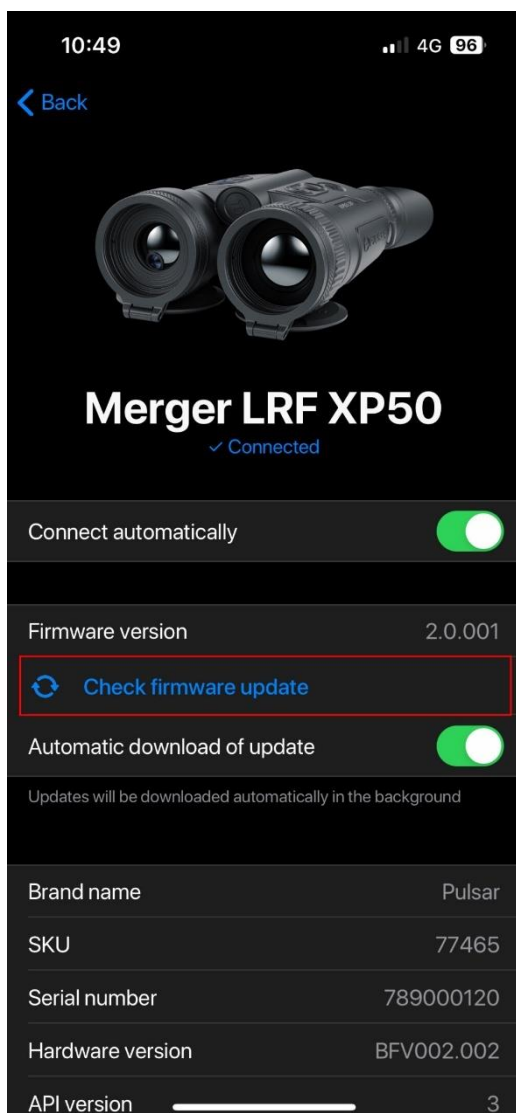 10:49
4G 96
Back
Merger LRF XP50
✓ Connected
Connect automatically
Firmware version 2.0.001
Check firmware update
Automatic download of update
Updates will be downloaded automatically in the background
Brand name Pulsar
SKU 77465
Serial number 789000120
Hardware version BFV002.002
API version 3